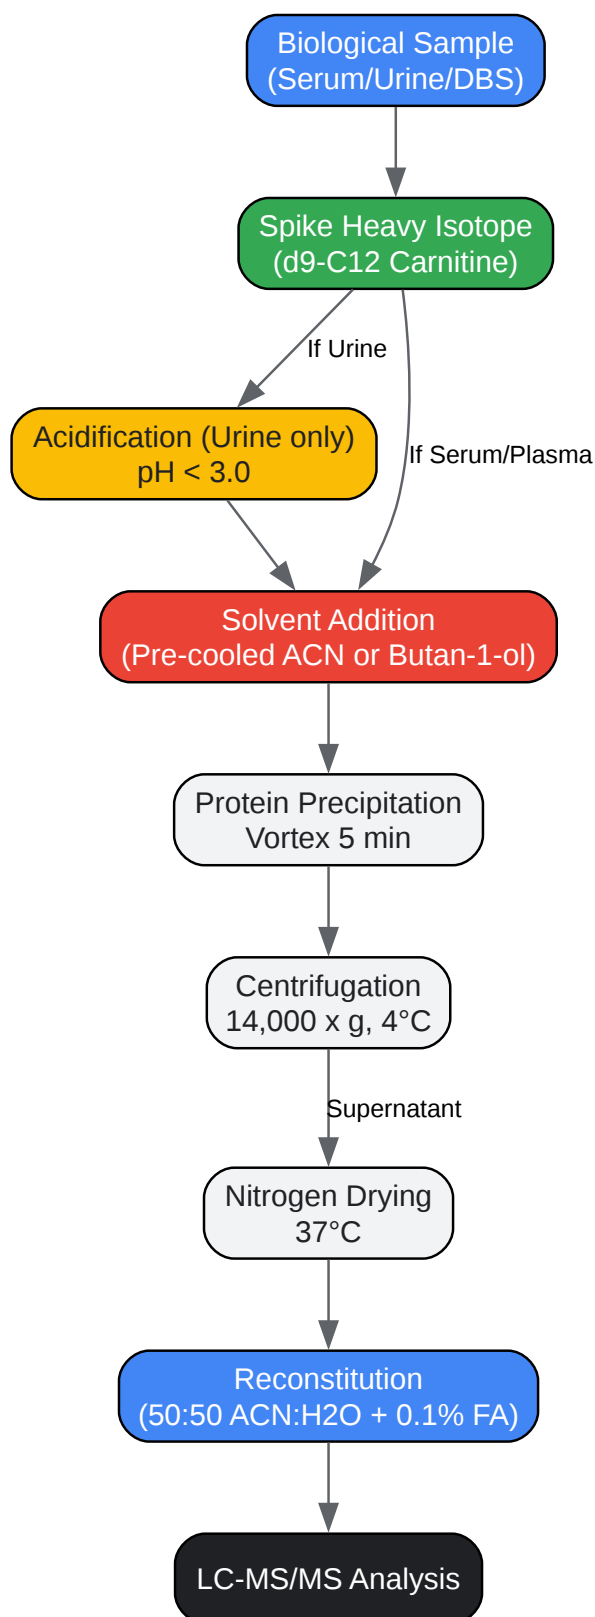 Biological Sample
(Serum/Urine/DBS)
Spike Heavy Isotope
(d9-C12 Carnitine)
If Urine
Acidification (Urine only)
pH < 3.0
If Serum/Plasma
Solvent Addition
(Pre-cooled ACN or Butan-1-ol)
Protein Precipitation
Vortex 5 min
Centrifugation
14,000 x g, 4°C
Supernatant
Nitrogen Drying
37°C
Reconstitution
(50:50 ACN:H2O + 0.1% FA)
LC-MS/MS Analysis